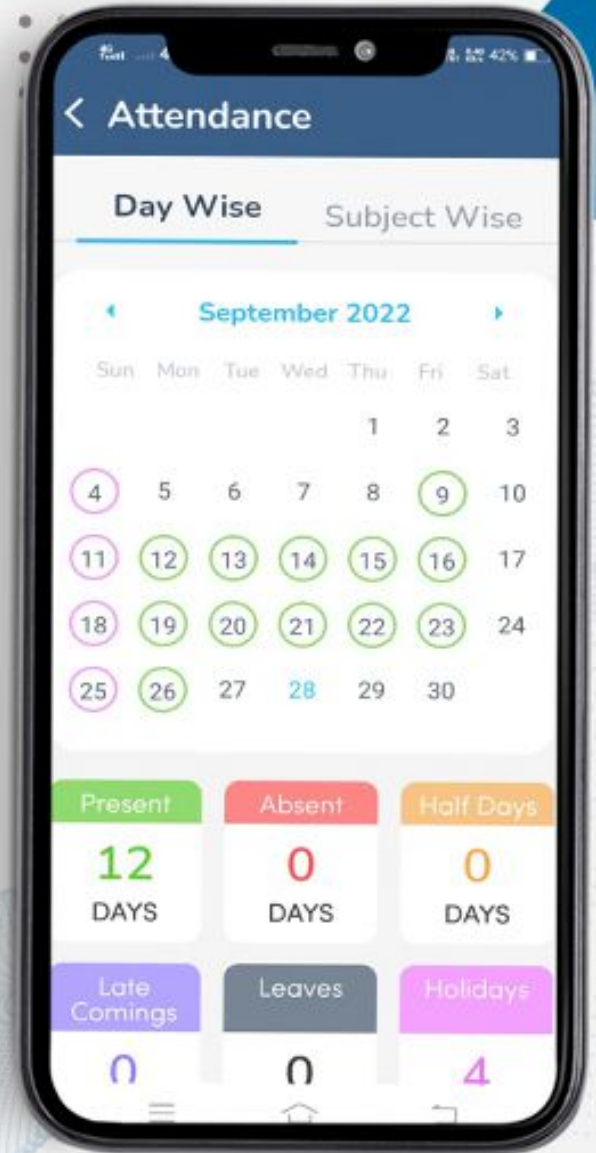 42%
Attendance
Day Wise Subject Wise
September 2022
Sun Mon Tue Wed Thu Fri Sat
1 2 3
4 5 6 7 8 9 10
11 12 13 14 15 16 17
18 19 20 21 22 23 24
25 26 27 28 29 30
Present Absent Half Days
12 0 0
DAYS DAYS DAYS
Late Comings Leaves Holidays
0 0 4